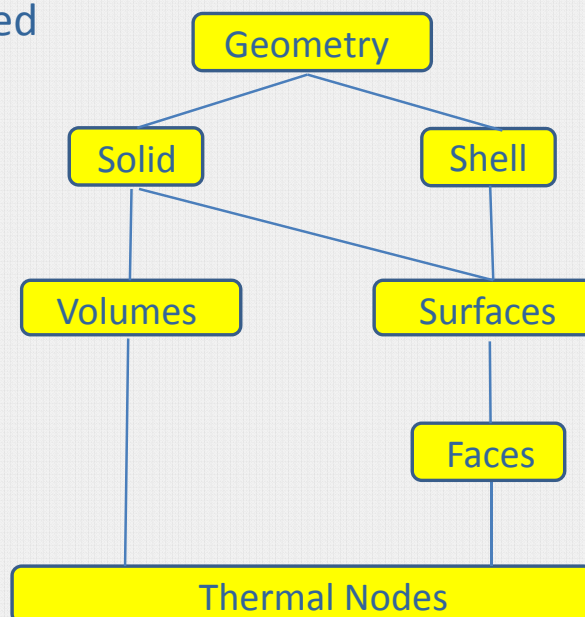 ed
Geometry
Solid
Shell
Volumes
Surfaces
Faces
Thermal Nodes